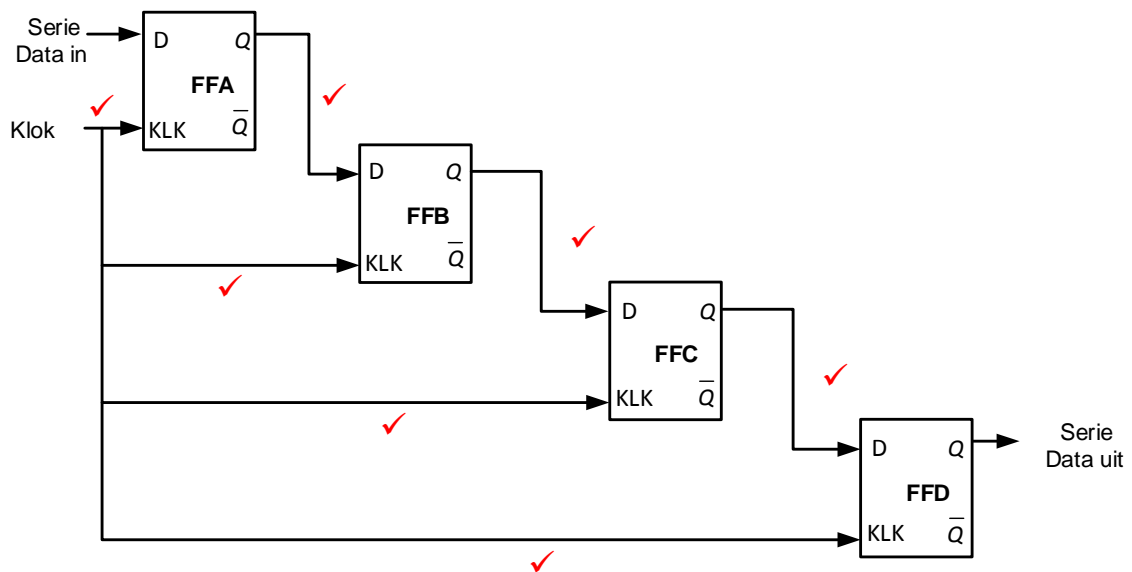 Serie
Data in
D
Q
FFA
Klok
KLK
Q̅
D
Q
FFB
KLK
Q̅
D
Q
FFC
KLK
Q̅
D
Q
FFD
KLK
Q̅
Serie
Data uit